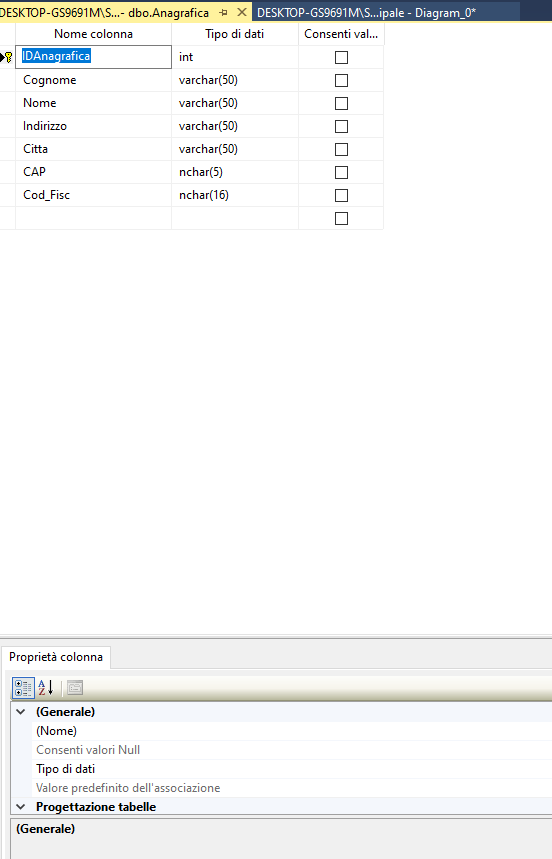 DESKTOP-GS9691M\S...- dbo.Anagrafica DESKTOP-GS9691M\S...ipale - Diagram_0*
Nome colonna Tipo di dati Consenti val...
IDAnagrafica int
Cognome varchar(50)
Nome varchar(50)
Indirizzo varchar(50)
Citta varchar(50)
CAP nchar(5)
Cod_Fisc nchar(16)
Proprietà colonna
(Generale)
(Nome)
Consenti valori Null
Tipo di dati
Valore predefinito dell'associazione
Progettazione tabelle
(Generale)